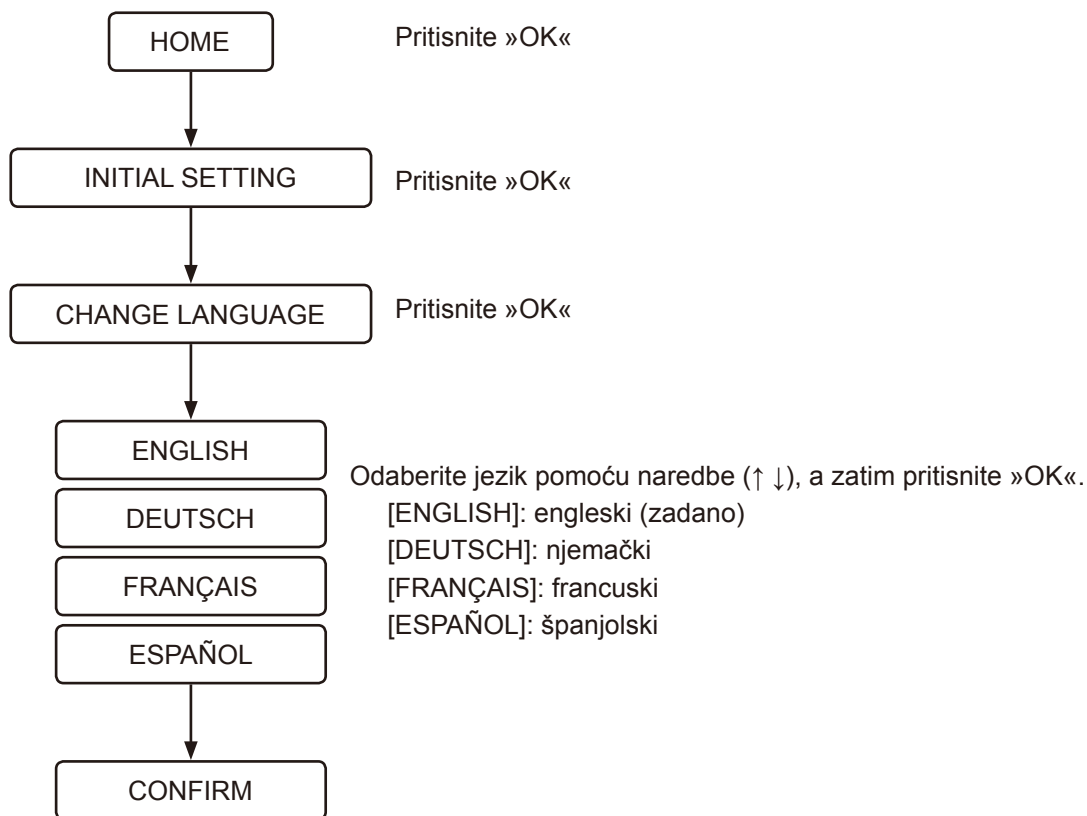 HOME
Pritisnite »OK«
INITIAL SETTING
Pritisnite »OK«
CHANGE LANGUAGE
Pritisnite »OK«
ENGLISH
DEUTSCH
FRANÇAIS
ESPAÑOL
Odaberite jezik pomoću naredbe (↑ ↓), a zatim pritisnite »OK«.
[ENGLISH]: engleski (zadano)
[DEUTSCH]: njemački
[FRANÇAIS]: francuski
[ESPAÑOL]: španjolski
CONFIRM